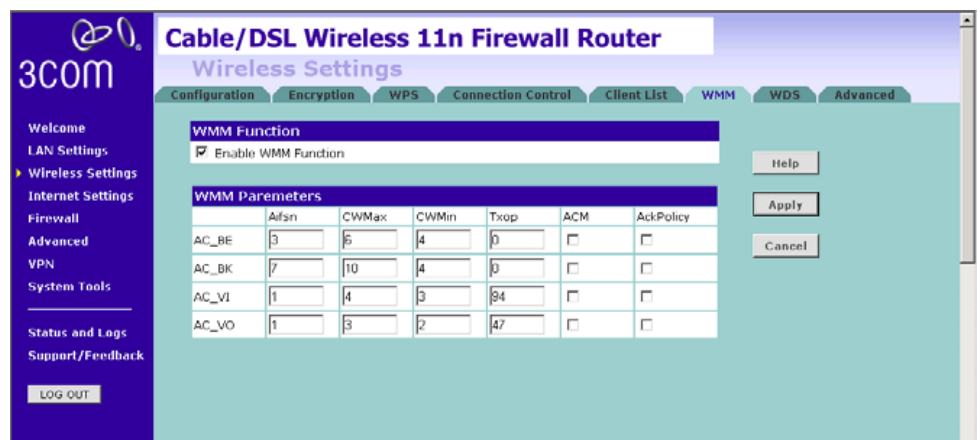 3COM
Cable/DSL Wireless 11n Firewall Router
Wireless Settings
Configuration Encryption WPS Connection Control Client List WMM WDS Advanced
Welcome
LAN Settings
Wireless Settings
Internet Settings
Firewall
Advanced
VPN
System Tools
Status and Logs
Support/Feedback
LOG OUT
WMM Function
Enable WMM Function
WMM Paremeters
Aifsn CWMax CWMin Txop ACM AckPolicy
AC_BE 3 6 4 0
AC_BK 7 10 4 0
AC_VI 1 4 3 94
AC_VO 1 3 2 47
Help
Apply
Cancel